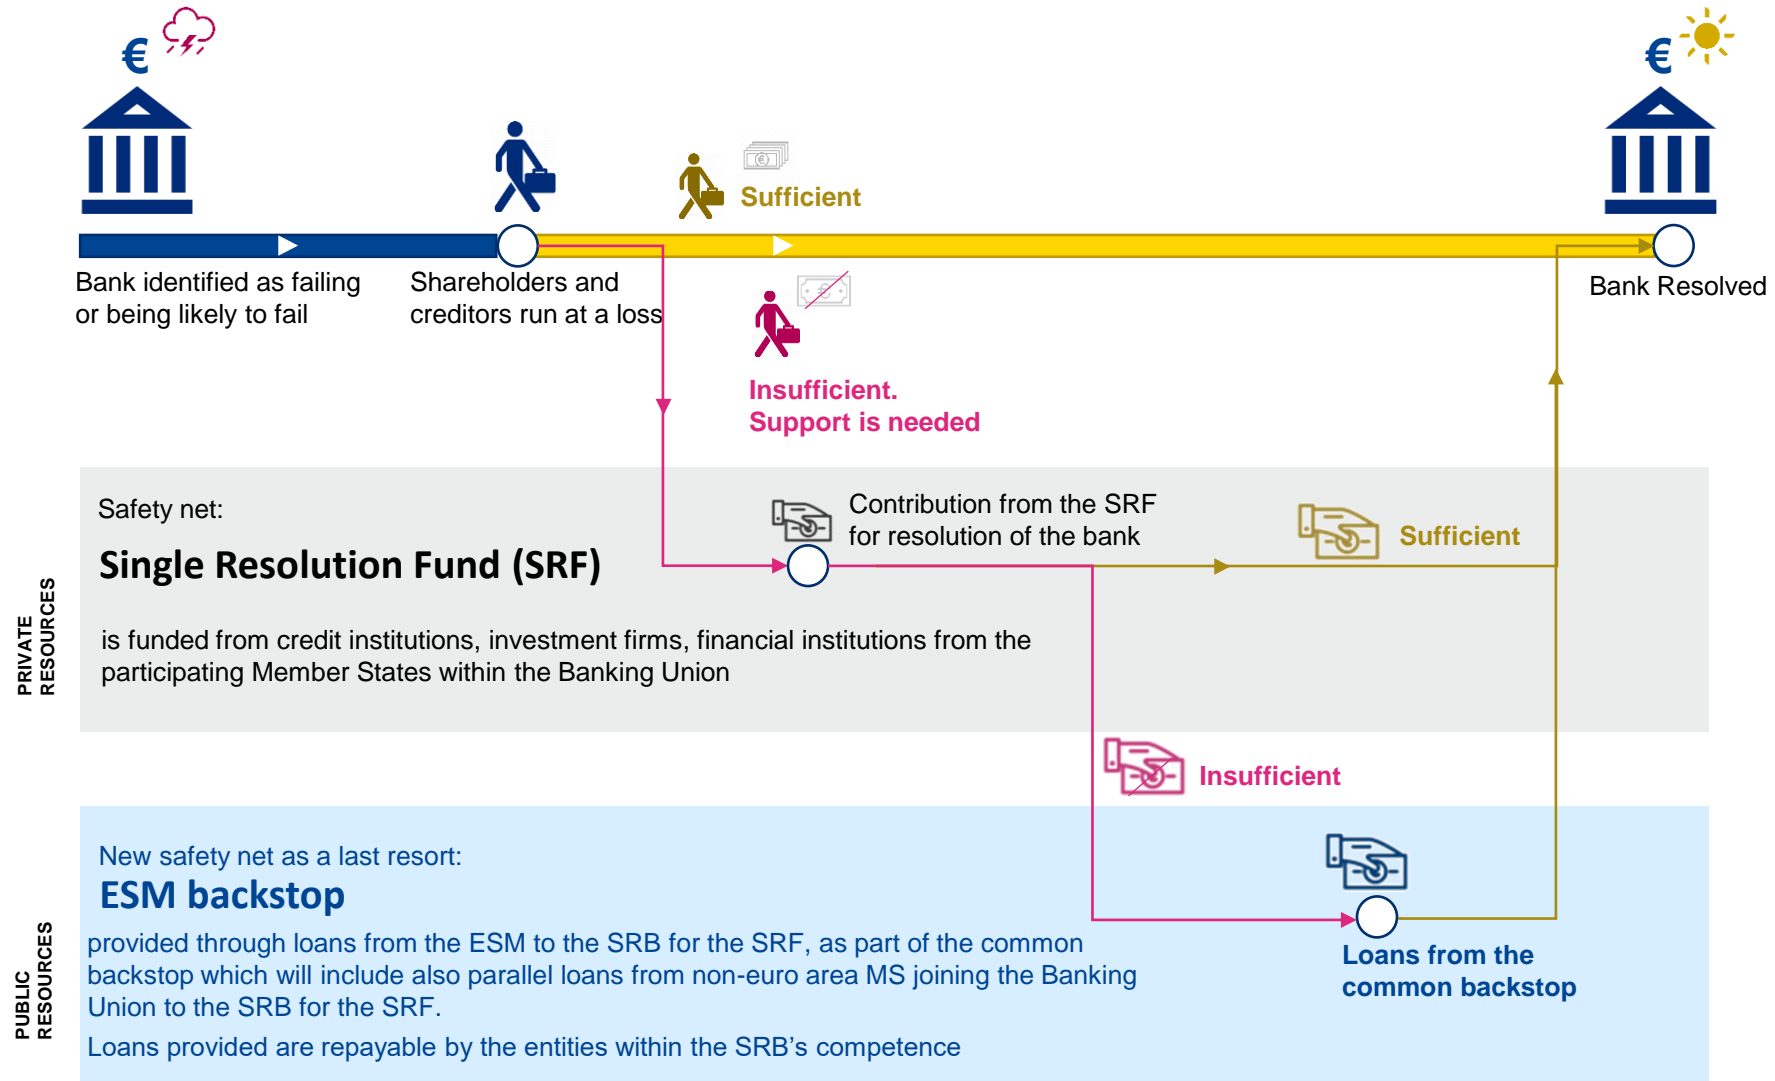 €
€
Sufficient
Bank identified as failing
or being likely to fail
Shareholders and
creditors run at a loss
Bank Resolved
Insufficient.
Support is needed
PRIVATE
RESOURCES
Safety net:
Single Resolution Fund (SRF)
is funded from credit institutions, investment firms, financial institutions from the
participating Member States within the Banking Union
Contribution from the SRF
for resolution of the bank
Sufficient
Insufficient
PUBLIC
RESOURCES
New safety net as a last resort:
ESM backstop
provided through loans from the ESM to the SRB for the SRF, as part of the common
backstop which will include also parallel loans from non-euro area MS joining the Banking
Union to the SRB for the SRF.
Loans provided are repayable by the entities within the SRB's competence
Loans from the
common backstop